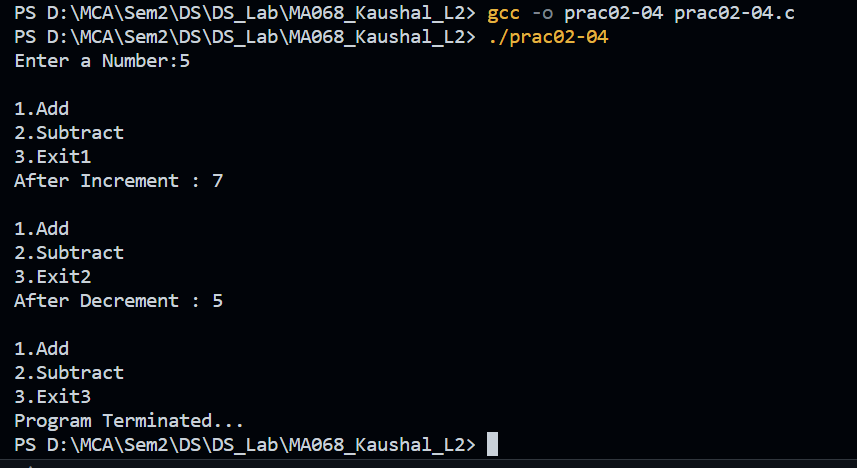 PS D:\MCA\Sem2\DS\DS_Lab\MA068_Kaushal_L2> gcc -o prac02-04 prac02-04.c
PS D:\MCA\Sem2\DS\DS_Lab\MA068_Kaushal_L2> ./prac02-04
Enter a Number:5

1.Add
2.Subtract
3.Exit1
After Increment : 7

1.Add
2.Subtract
3.Exit2
After Decrement : 5

1.Add
2.Subtract
3.Exit3
Program Terminated...
PS D:\MCA\Sem2\DS\DS_Lab\MA068_Kaushal_L2>